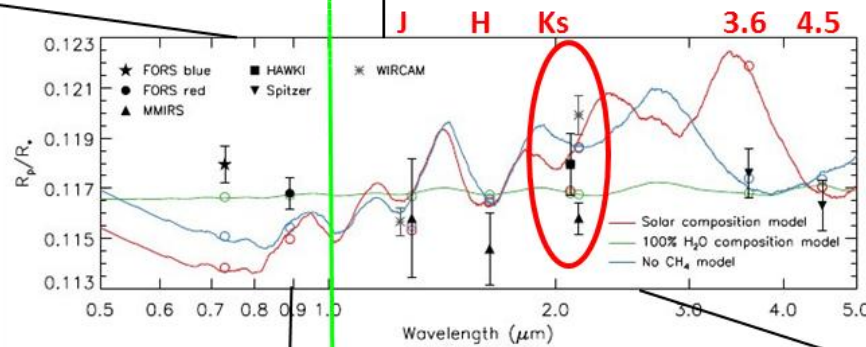 J H Ks 3.6 4.5
0.123
0.121
0.119
0.117
0.115
0.113
Rp/R*
★ FORS blue
● FORS red
▲ MMIRS
■ HAWKI
▼ Spitzer
✳ WIRCAM
Solar composition model
100% H₂O composition model
No CH₄ model
0.5 0.6 0.7 0.8 0.9 1.0 2.0 3.0 4.0 5.0
Wavelength (μm)